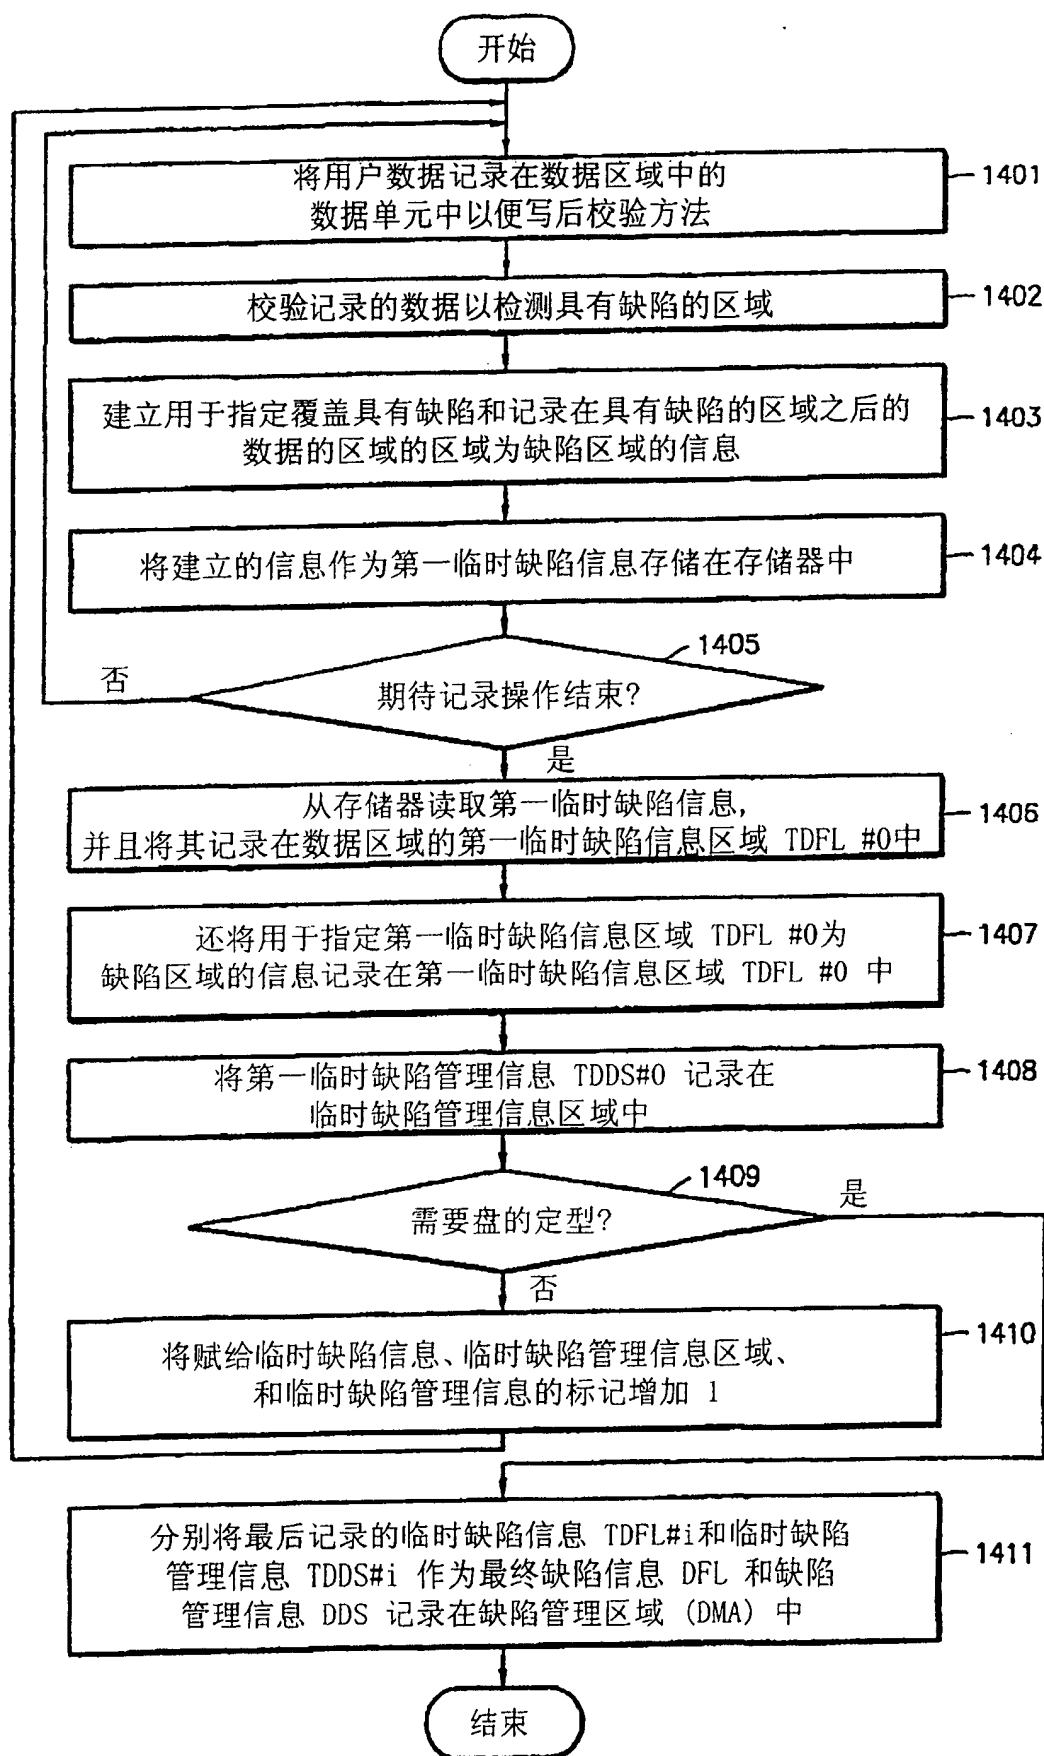 开始
将用户数据记录在数据区域中的
数据单元中以便写后校验方法
1401
校验记录的数据以检测具有缺陷的区域
1402
建立用于指定覆盖具有缺陷和记录在具有缺陷的区域之后的
数据的区域的区域为缺陷区域的信息
1403
将建立的信息作为第一临时缺陷信息存储在存储器中
1404
1405
否
期待记录操作结束?
是
从存储器读取第一临时缺陷信息,
并且将其记录在数据区域的第一临时缺陷信息区域 TDFL #0中
1406
还将用于指定第一临时缺陷信息区域 TDFL #0为
缺陷区域的信息记录在第一临时缺陷信息区域 TDFL #0 中
1407
将第一临时缺陷管理信息 TDDS#0 记录在
临时缺陷管理信息区域中
1408
1409
是
需要盘的定型?
否
将赋给临时缺陷信息、临时缺陷管理信息区域、
和临时缺陷管理信息的标记增加 1
1410
分别将最后记录的临时缺陷信息 TDFL#i和临时缺陷
管理信息 TDDS#i 作为最终缺陷信息 DFL 和缺陷
管理信息 DDS 记录在缺陷管理区域 (DMA) 中
1411
结束